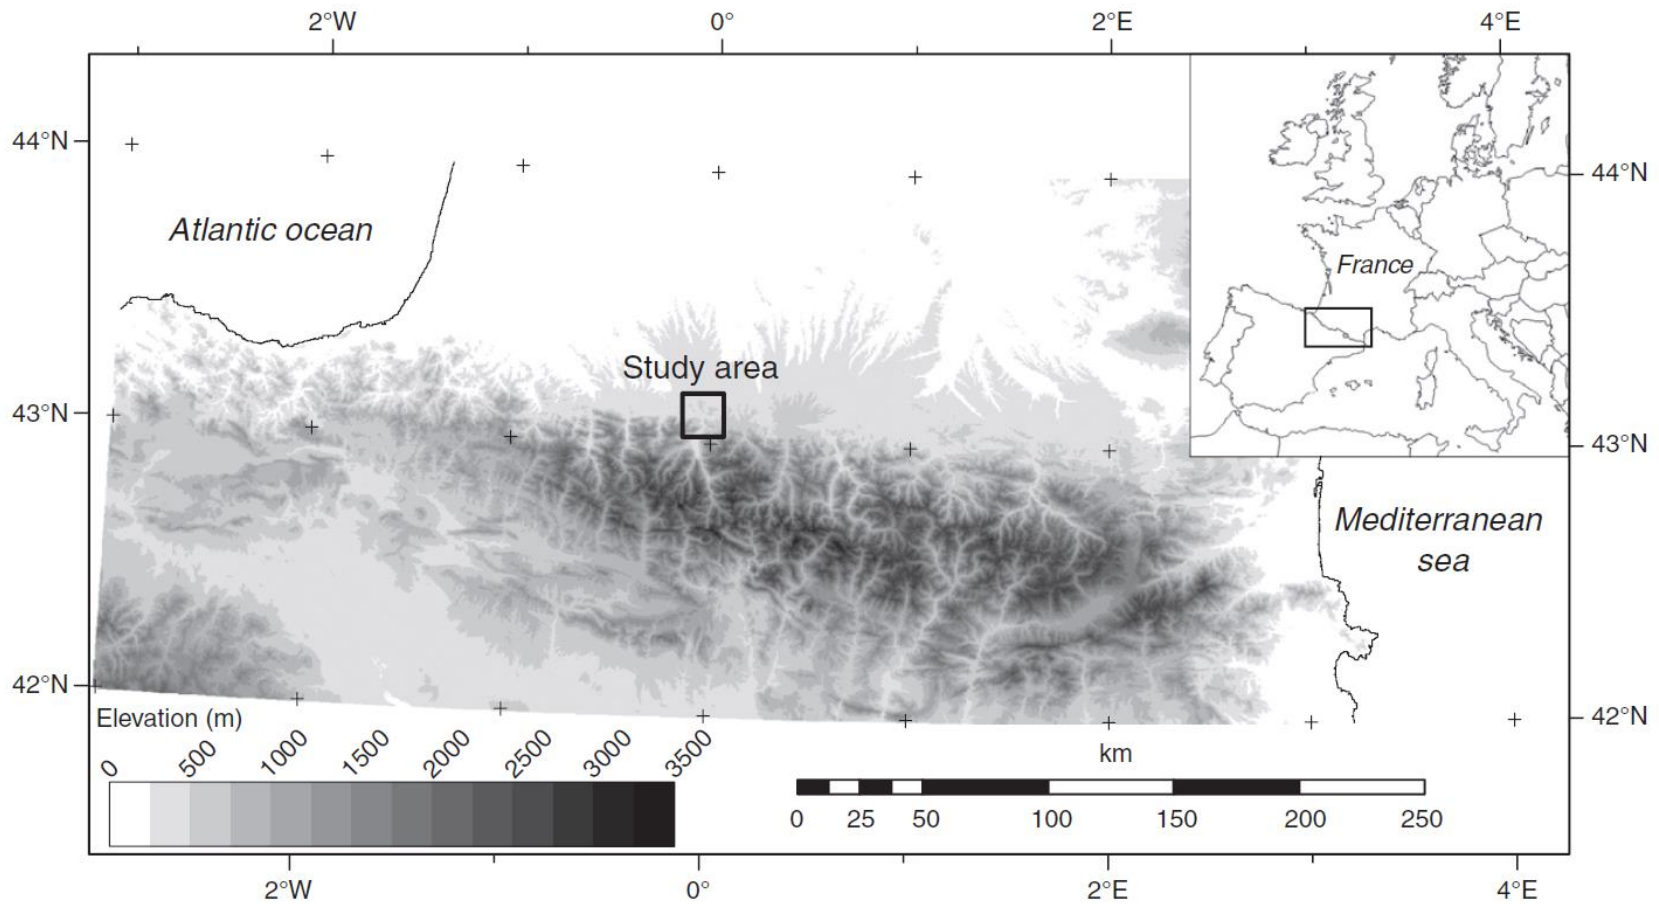 2°W 0° 2°E 4°E
44°N
44°N
Atlantic ocean
France
Study area
43°N
43°N
Mediterranean
sea
42°N
42°N
Elevation (m)
0 5000 1000 1500 2000 2500 3000 3500
km
0 25 50 100 150 200 250
2°W 0° 2°E 4°E